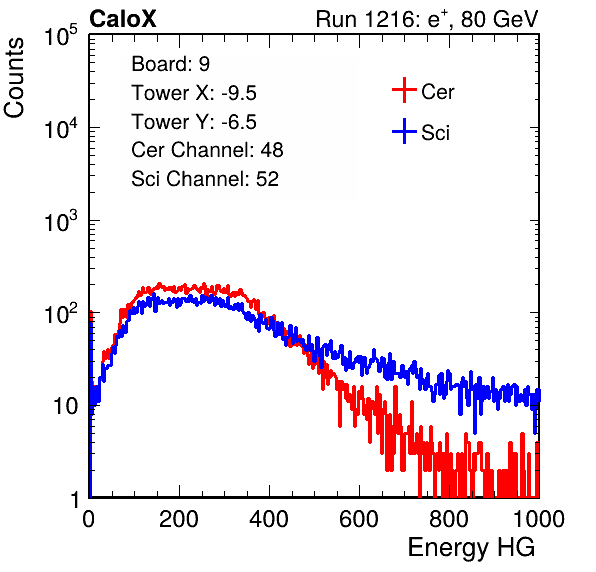 CaloX Run 1216: e⁺, 80 GeV
Counts
Board: 9
Tower X: -9.5
Tower Y: -6.5
Cer Channel: 48
Sci Channel: 52
Cer
Sci
10⁵
10⁴
10³
10²
10
1
0 200 400 600 800 1000
Energy HG